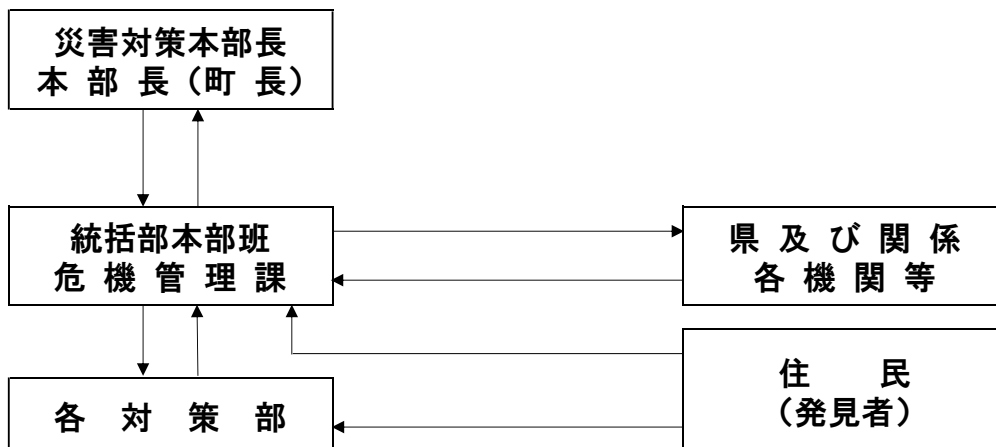 災害対策本部長
本部長（町長）
統括部本部班
危機管理課
県及び関係
各機関等
住民
（発見者）
各対策部